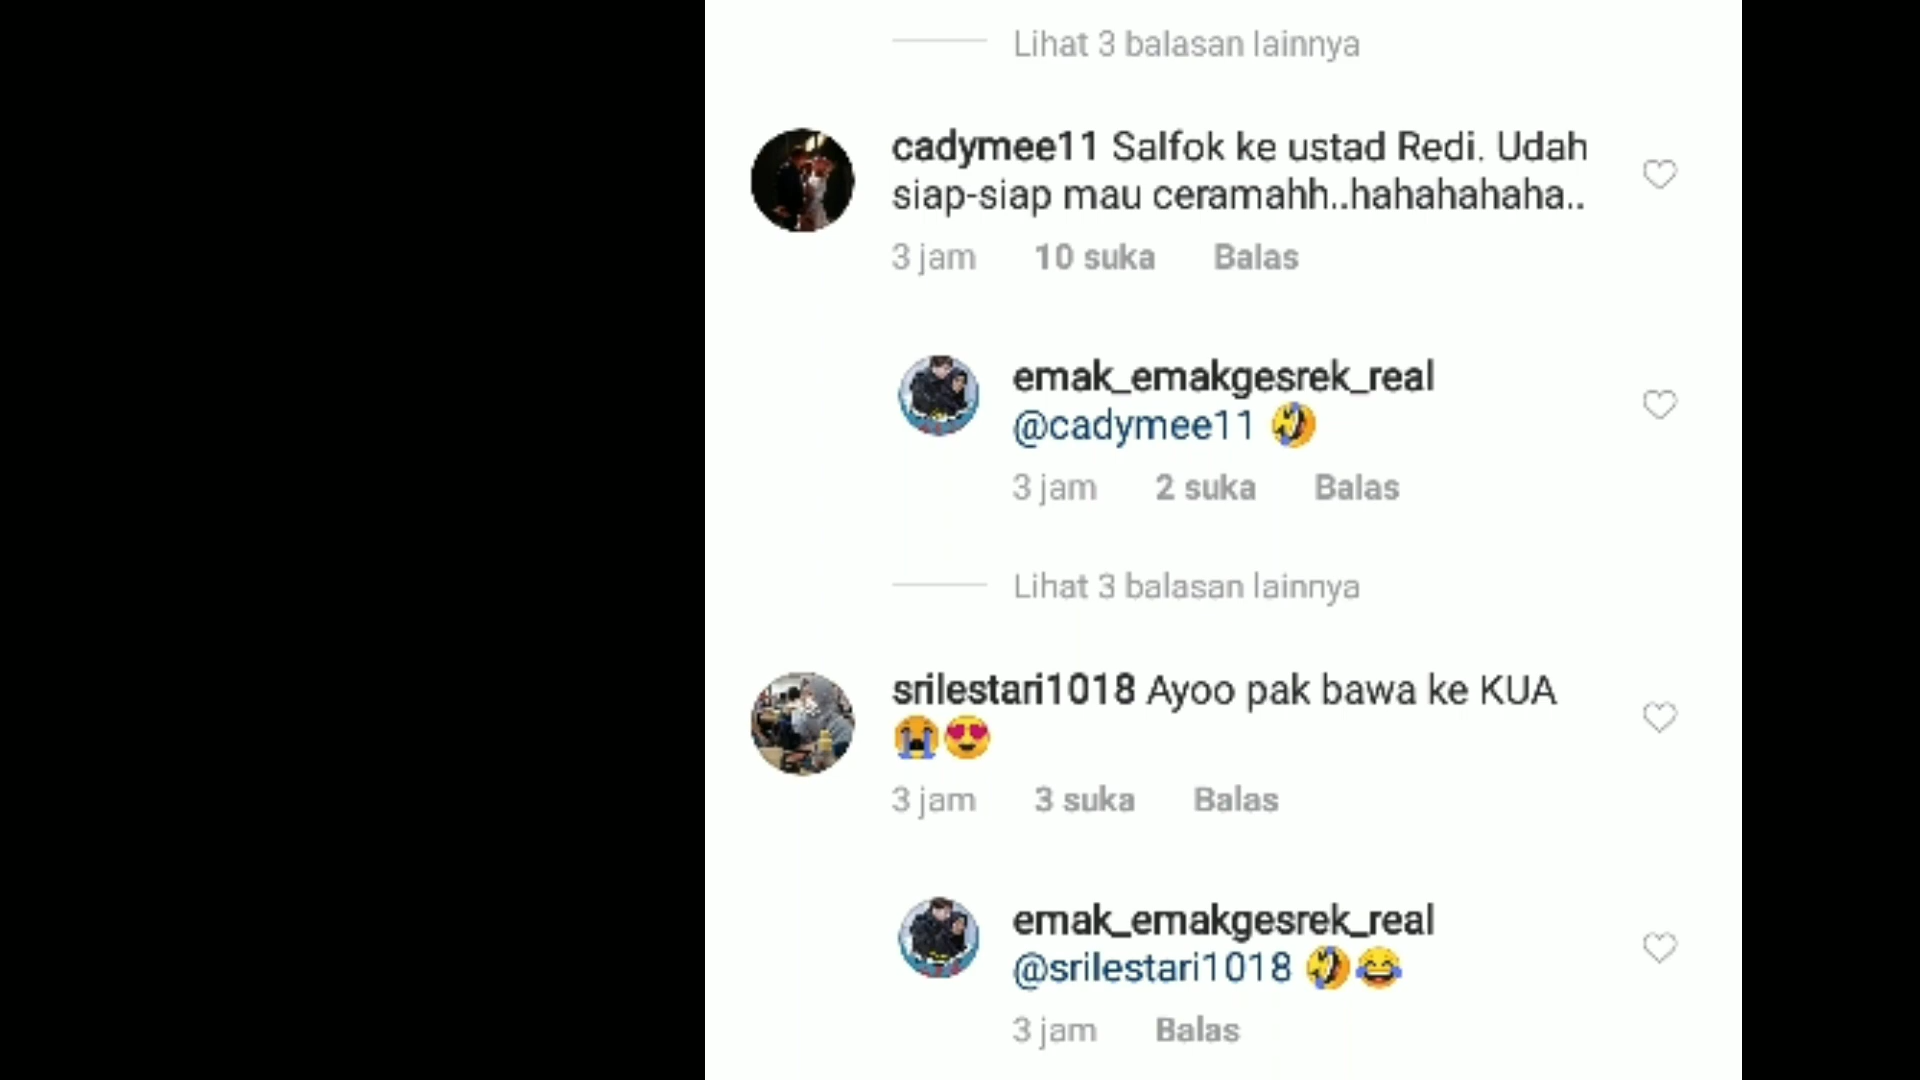 Lihat 3 balasan lainnya
cadymee11 Salfok ke ustad Redi. Udah
siap-siap mau ceramahh..hahahahaha..
3 jam 10 suka Balas
emak_emakgesrek_real
@cadymee11 🤣
3 jam 2 suka Balas
Lihat 3 balasan lainnya
srilestari1018 Ayoo pak bawa ke KUA
😭😍
3 jam 3 suka Balas
emak_emakgesrek_real
@srilestari1018 🤣😂
3 jam Balas